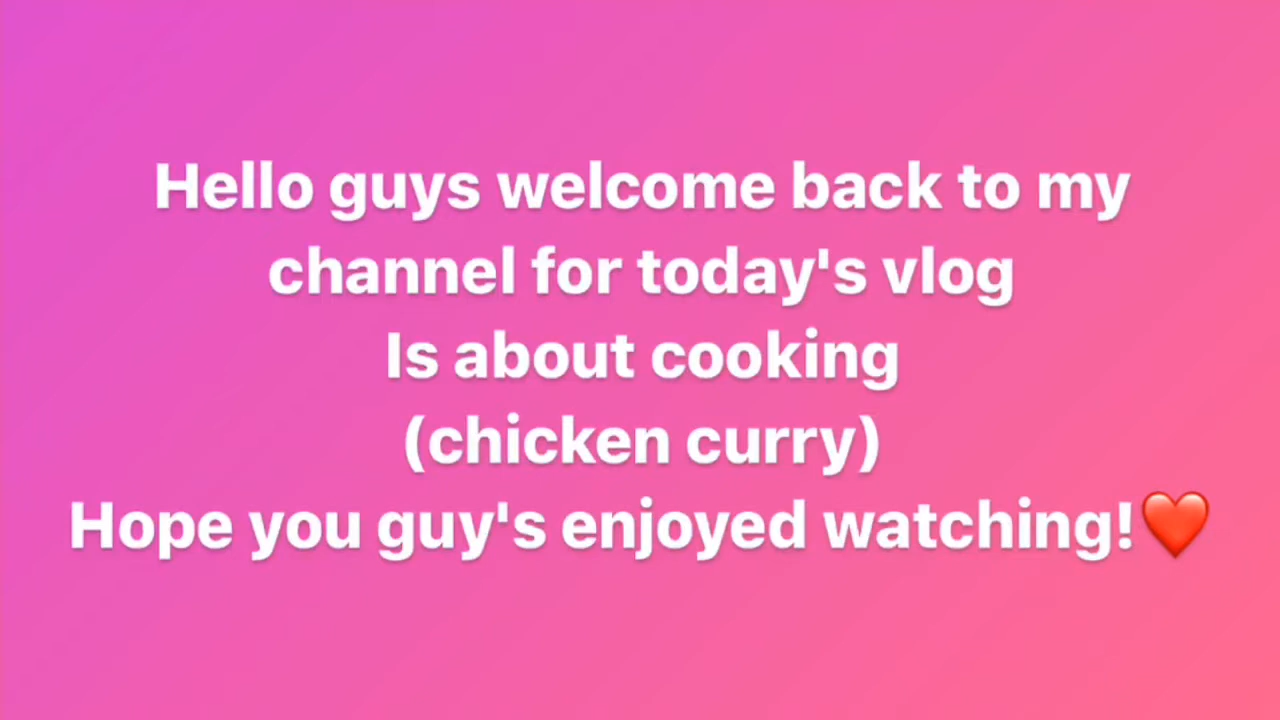 Hello guys welcome back to my
channel for today's vlog
Is about cooking
(chicken curry)
Hope you guy's enjoyed watching!❤️